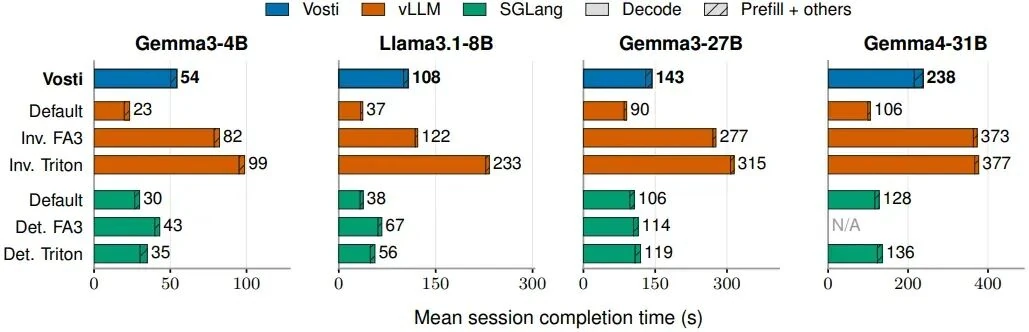 Vosti vLLM SGLang Decode Prefill + others
Gemma3-4B Llama3.1-8B Gemma3-27B Gemma4-31B
Vosti 54 108 143 238
Default 23 37 90 106
Inv. FA3 82 122 277 373
Inv. Triton 99 233 315 377
Default 30 38 106 128
Det. FA3 43 67 114 N/A
Det. Triton 35 56 119 136
0 50 100 0 150 300 0 150 300 0 200 400
Mean session completion time (s)